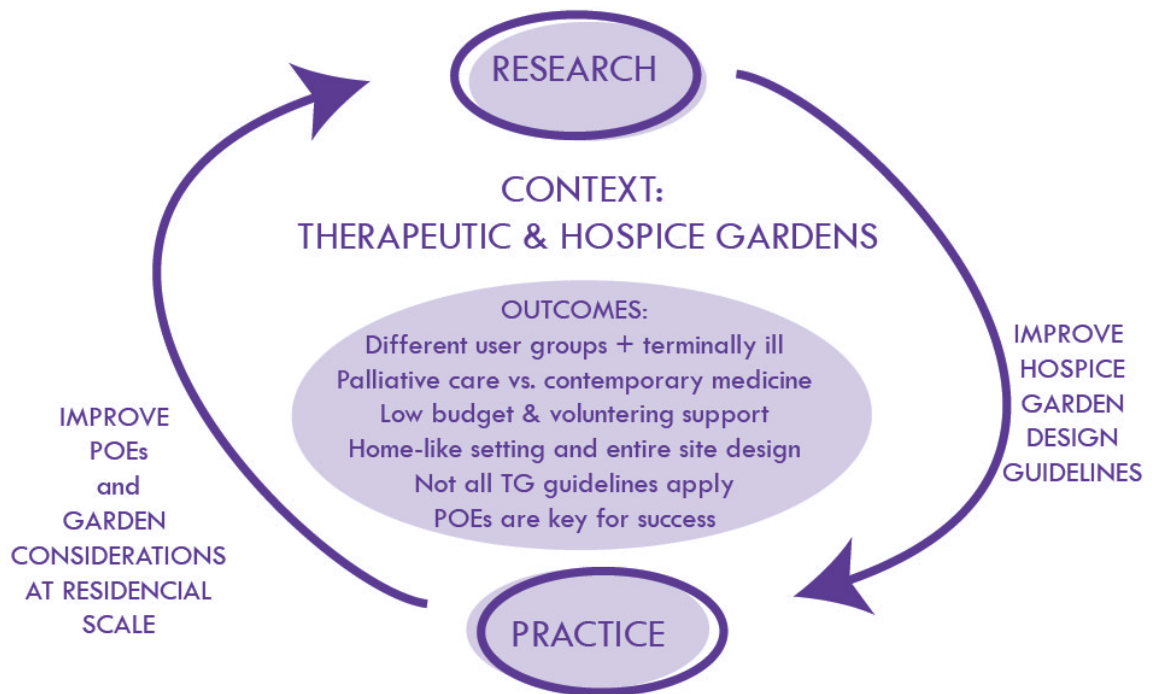 RESEARCH
CONTEXT:
THERAPEUTIC & HOSPICE GARDENS
OUTCOMES:
Different user groups + terminally ill
Palliative care vs. contemporary medicine
Low budget & voluntering support
Home-like setting and entire site design
Not all TG guidelines apply
POEs are key for success
IMPROVE
HOSPICE
GARDEN
DESIGN
GUIDELINES
IMPROVE
POEs
and
GARDEN
CONSIDERATIONS
AT RESIDENCIAL
SCALE
PRACTICE